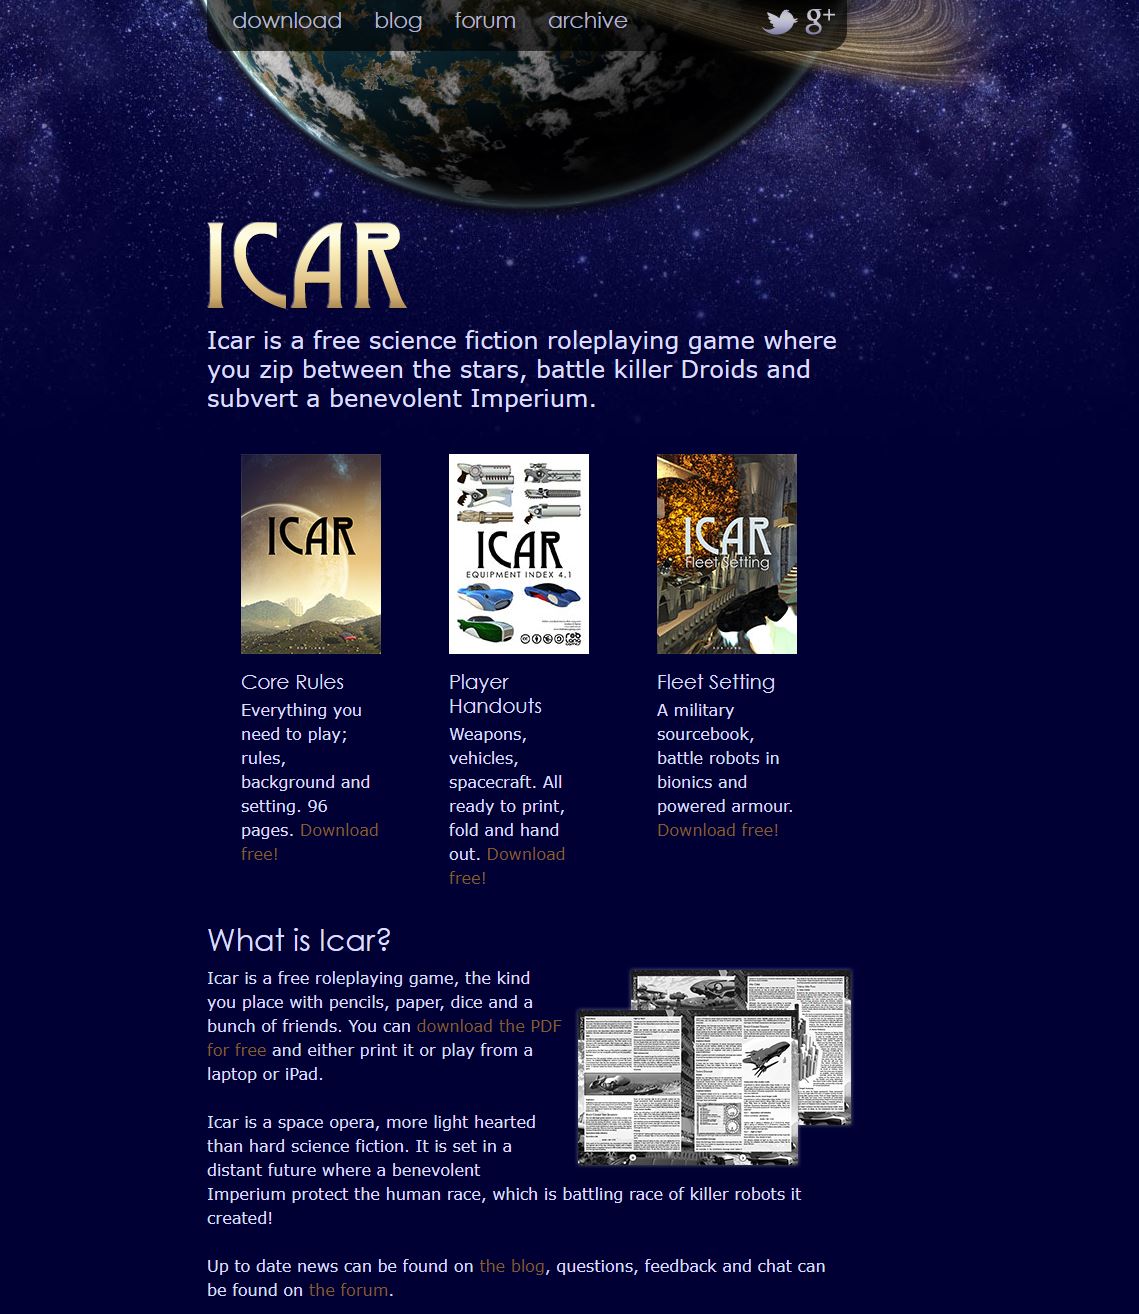 download blog forum archive
g+
ICAR
Icar is a free science fiction roleplaying game where
you zip between the stars, battle killer Droids and
subvert a benevolent Imperium.
ICAR
ICAR
EQUIPMENT INDEX 4.1
ICAR
Fleet Setting
Core Rules
Everything you
need to play;
rules,
background and
setting. 96
pages. Download
free!
Player
Handouts
Weapons,
vehicles,
spacecraft. All
ready to print,
fold and hand
out. Download
free!
Fleet Setting
A military
sourcebook,
battle robots in
bionics and
powered armour.
Download free!
What is Icar?
Icar is a free roleplaying game, the kind
you place with pencils, paper, dice and a
bunch of friends. You can download the PDF
for free and either print it or play from a
laptop or iPad.
Icar is a space opera, more light hearted
than hard science fiction. It is set in a
distant future where a benevolent
Imperium protect the human race, which is battling race of killer robots it
created!
Up to date news can be found on the blog, questions, feedback and chat can
be found on the forum.